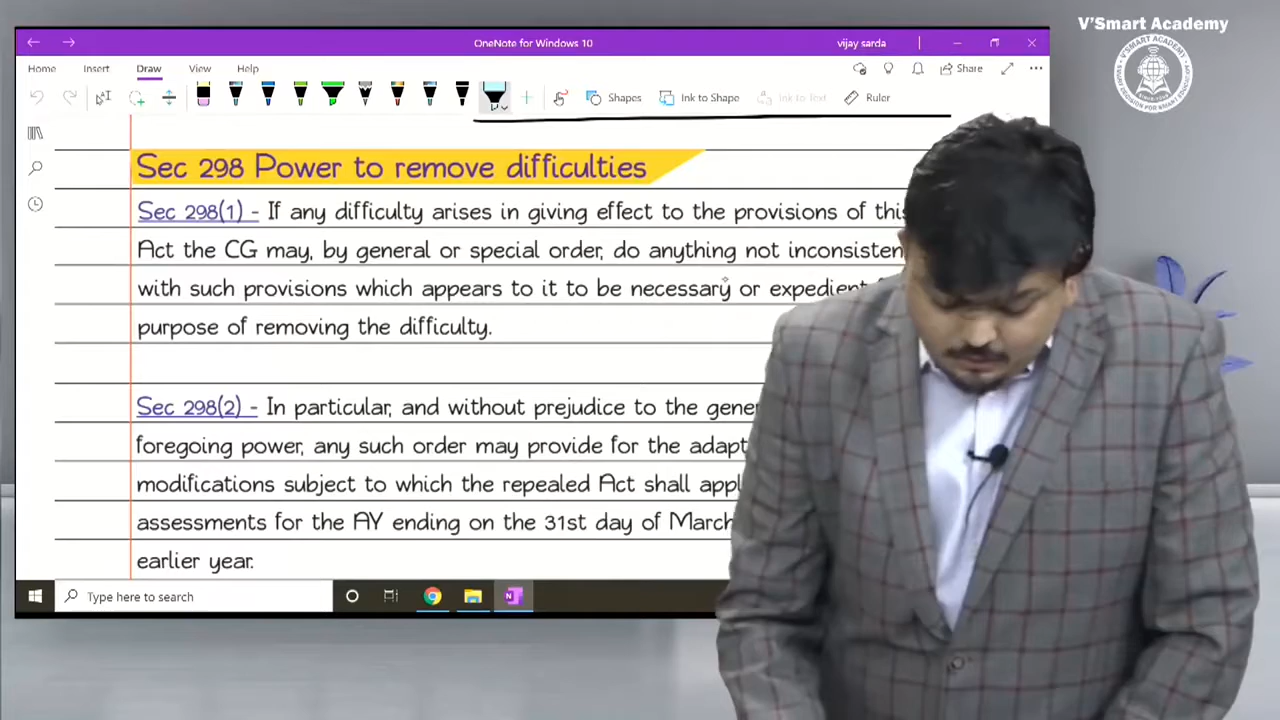 V'Smart Academy
OneNote for Windows 10
vijay sarda
Home Insert Draw View Help
Share
Shapes Ink to Shape Ink to Text Ruler
Sec 298 Power to remove difficulties
Sec 298(1) - If any difficulty arises in giving effect to the provisions of this
Act the CG may, by general or special order, do anything not inconsisten
with such provisions which appears to it to be necessary or expedient
purpose of removing the difficulty.
Sec 298(2) - In particular, and without prejudice to the gene
foregoing power, any such order may provide for the adapt
modifications subject to which the repealed Act shall appl
assessments for the AY ending on the 31st day of March
earlier year.
Type here to search